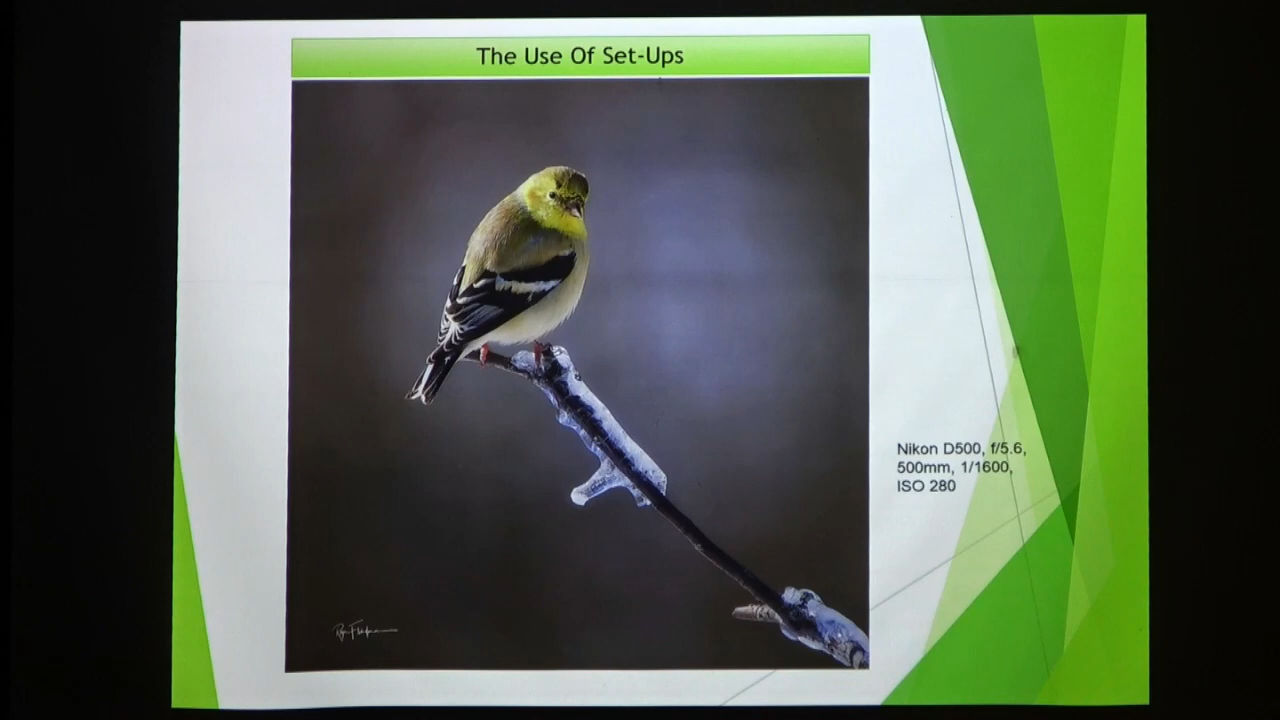 The Use Of Set-Ups
Nikon D500, f/5.6,
500mm, 1/1600,
ISO 280